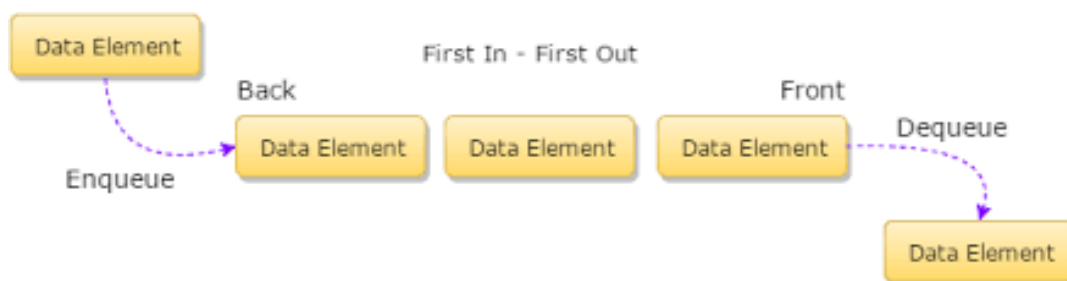 Data Element
First In - First Out
Back
Front
Dequeue
Data Element
Data Element
Data Element
Enqueue
Data Element